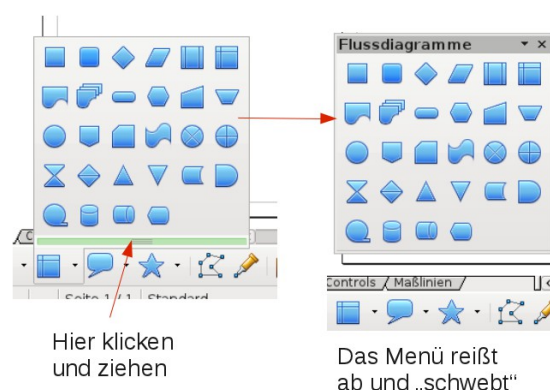 Flussdiagramme
Controls / Maßlinien /
Seite 1 / 1 Standard
Hier klicken
und ziehen
Das Menü reißt
ab und „schwebt“